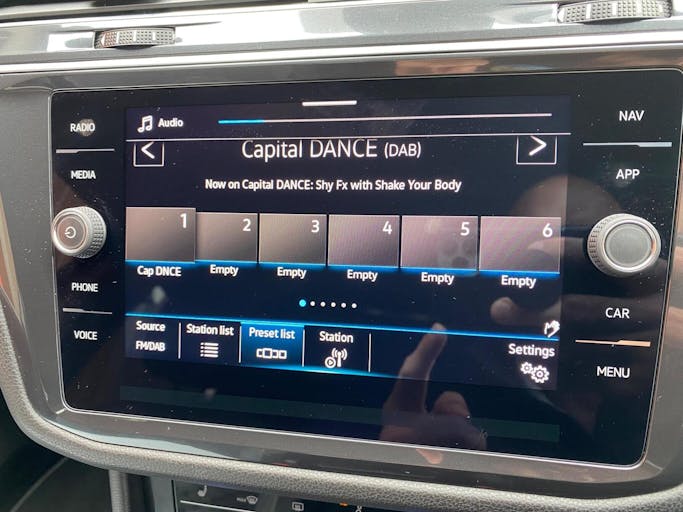 RADIO
MEDIA
PHONE
VOICE
Audio
Capital DANCE (DAB)
Now on Capital DANCE: Shy Fx with Shake Your Body
1 2 3 4 5 6
Cap DNCE Empty Empty Empty Empty Empty
Source Station list Preset list Station Settings
FM/DAB
NAV
APP
CAR
MENU